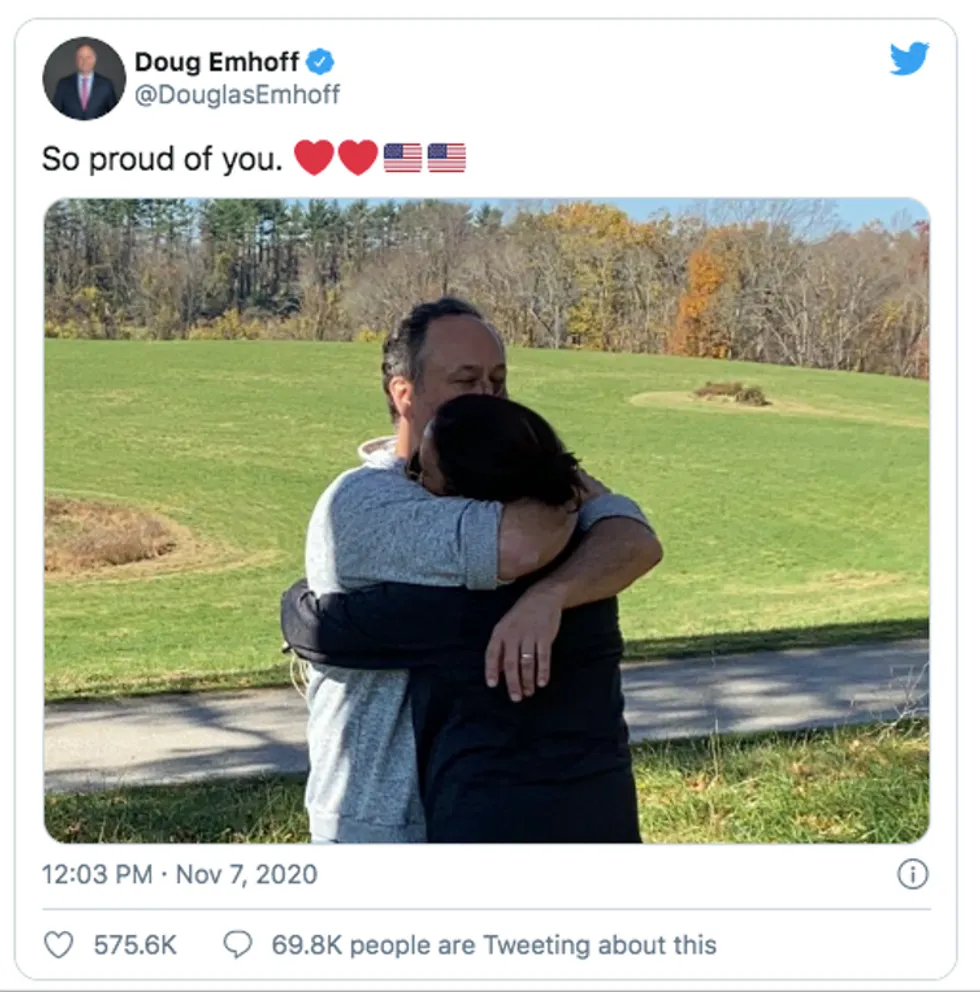 Doug Emhoff
@DouglasEmhoff
So proud of you. ❤️❤️🇺🇸🇺🇸
12:03 PM · Nov 7, 2020
575.6K 69.8K people are Tweeting about this